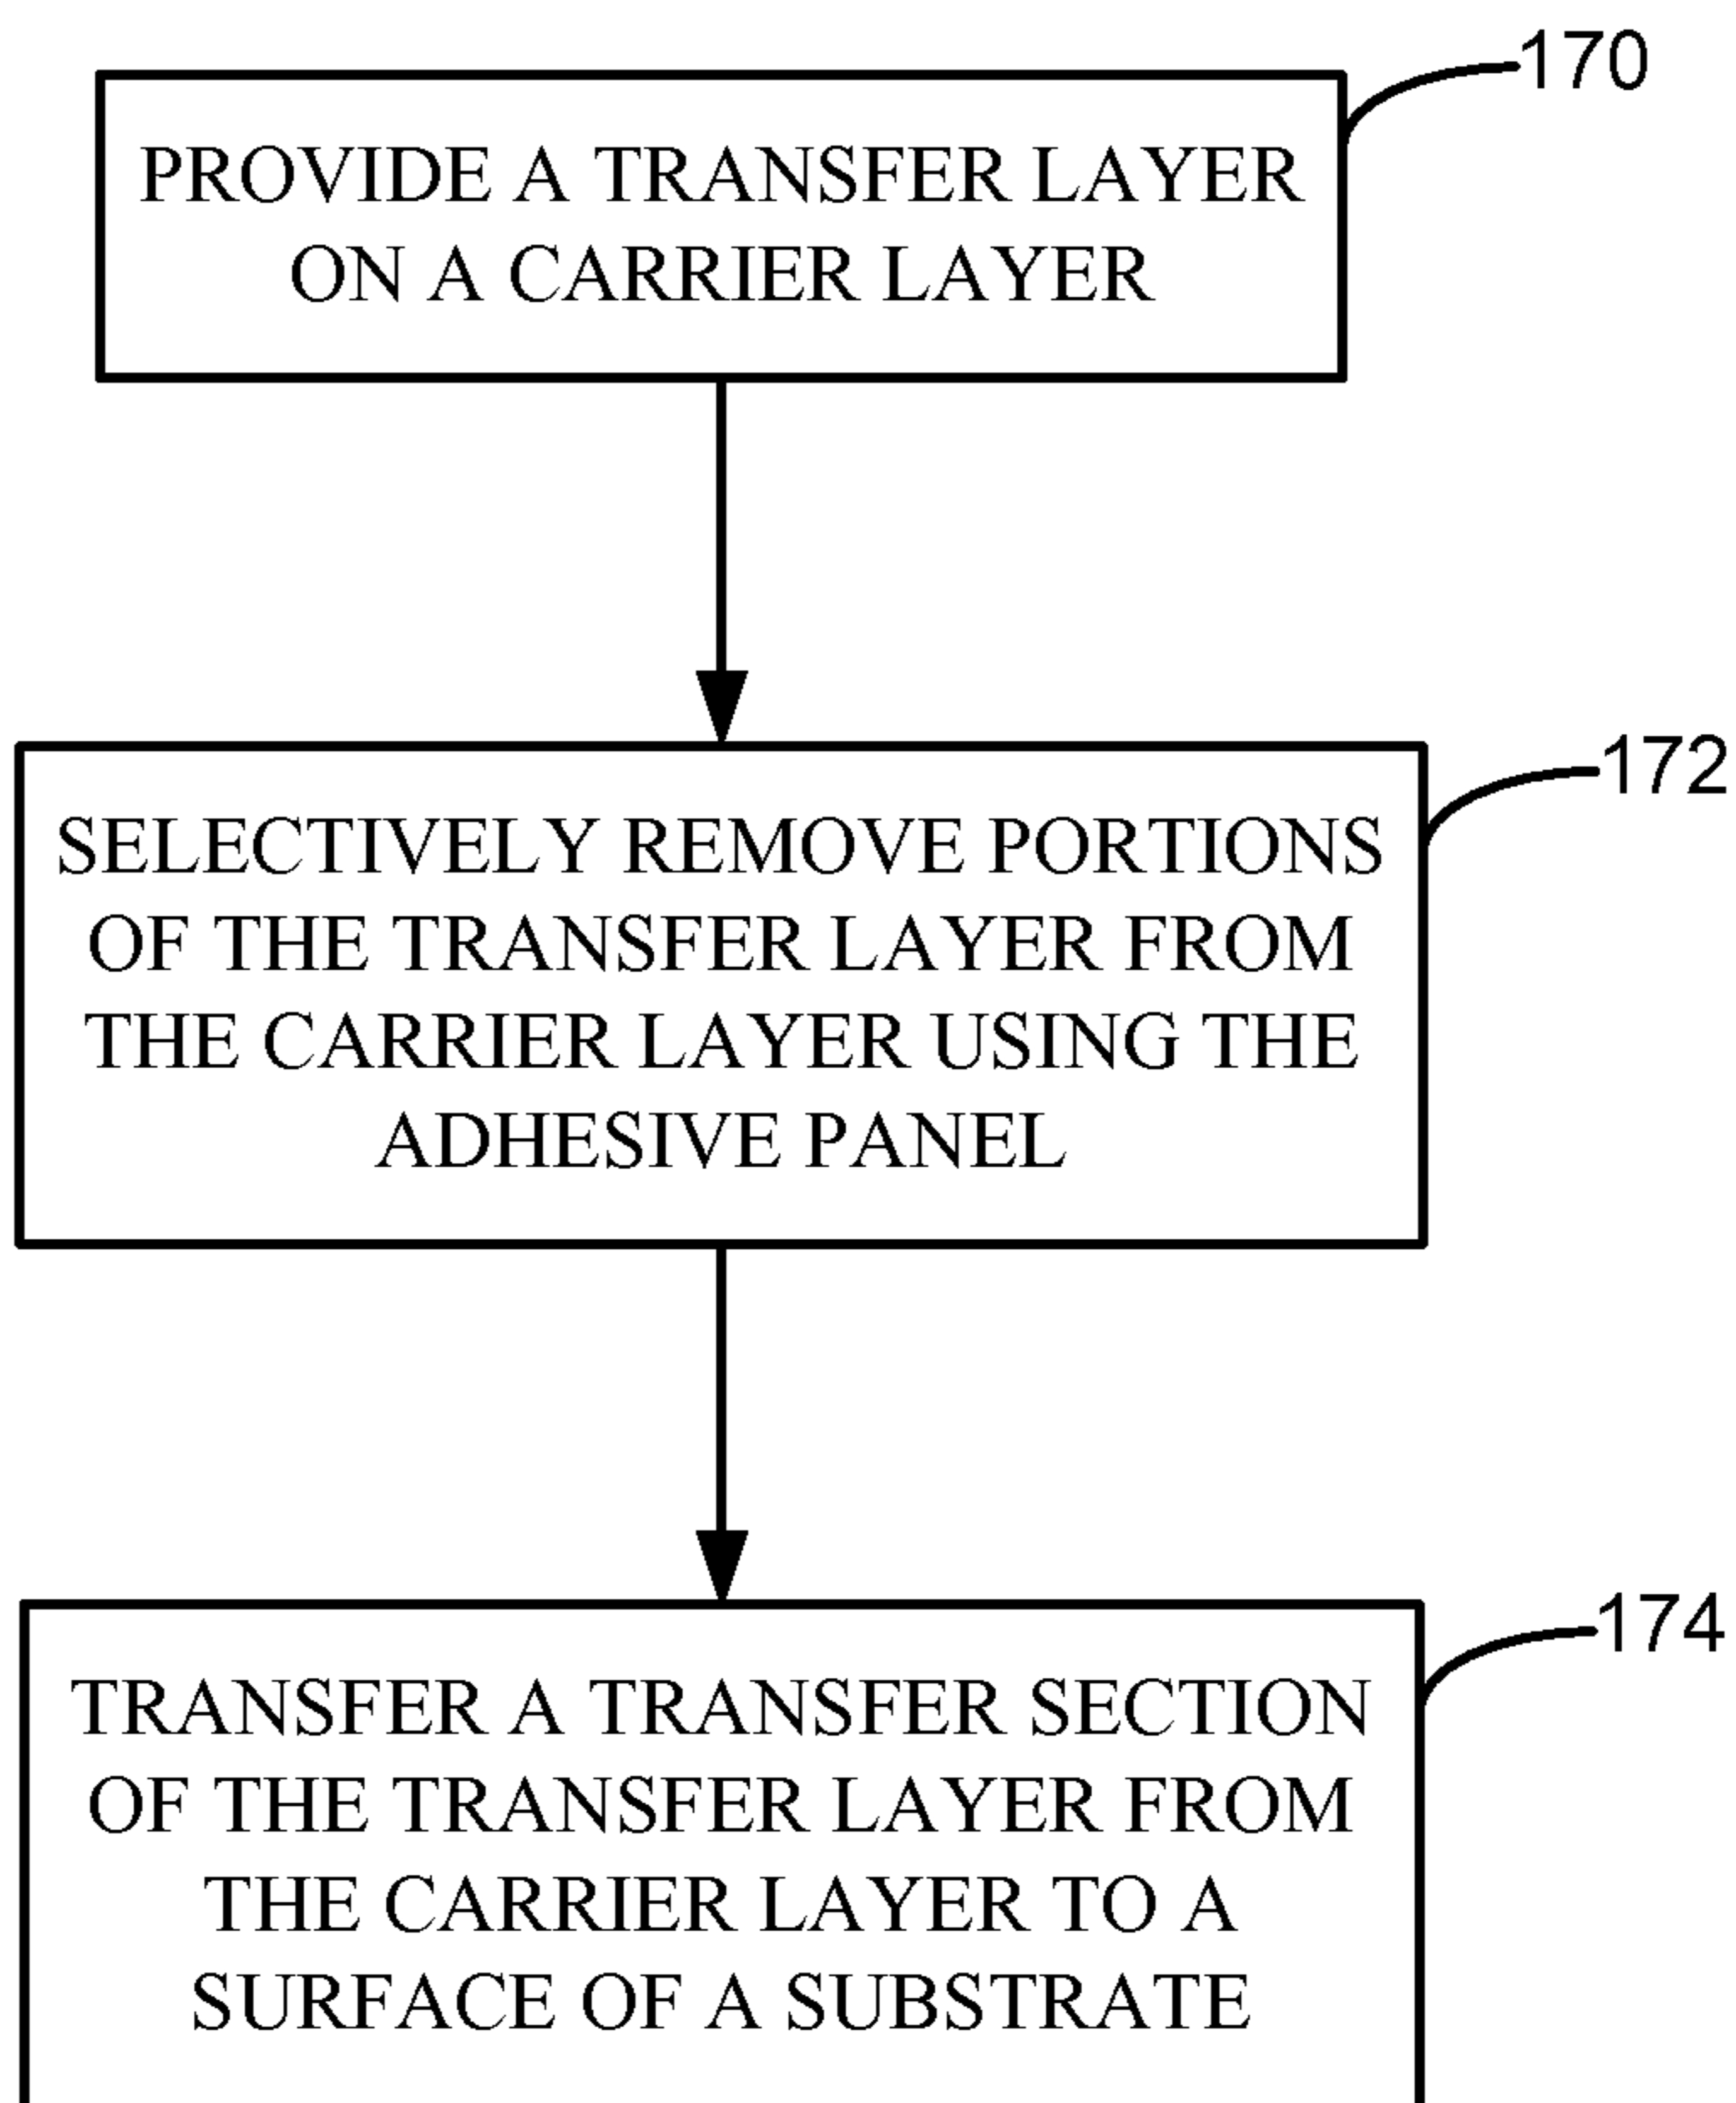 170
PROVIDE A TRANSFER LAYER
ON A CARRIER LAYER
172
SELECTIVELY REMOVE PORTIONS
OF THE TRANSFER LAYER FROM
THE CARRIER LAYER USING THE
ADHESIVE PANEL
174
TRANSFER A TRANSFER SECTION
OF THE TRANSFER LAYER FROM
THE CARRIER LAYER TO A
SURFACE OF A SUBSTRATE